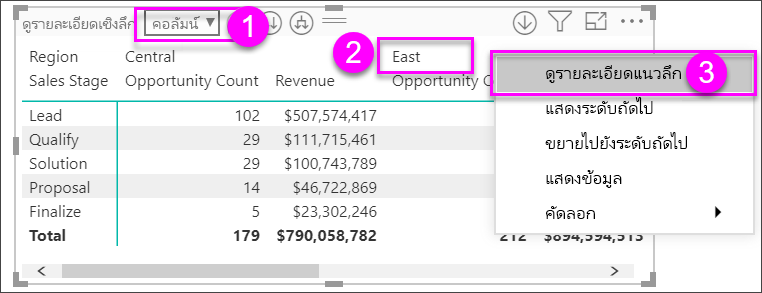 ดูรายละเอียดเชิงลึก คอลัมน์ 1
Region Central 2 East
Sales Stage Opportunity Count Revenue Opportunity C
ดูรายละเอียดแนวลึก 3
แสดงระดับถัดไป
ขยายไปยังระดับถัดไป
แสดงข้อมูล
คัดลอก
Lead 102 $507,574,417
Qualify 29 $111,715,461
Solution 29 $100,743,789
Proposal 14 $46,722,869
Finalize 5 $23,302,246
Total 179 $790,058,782 212 $894,594,513